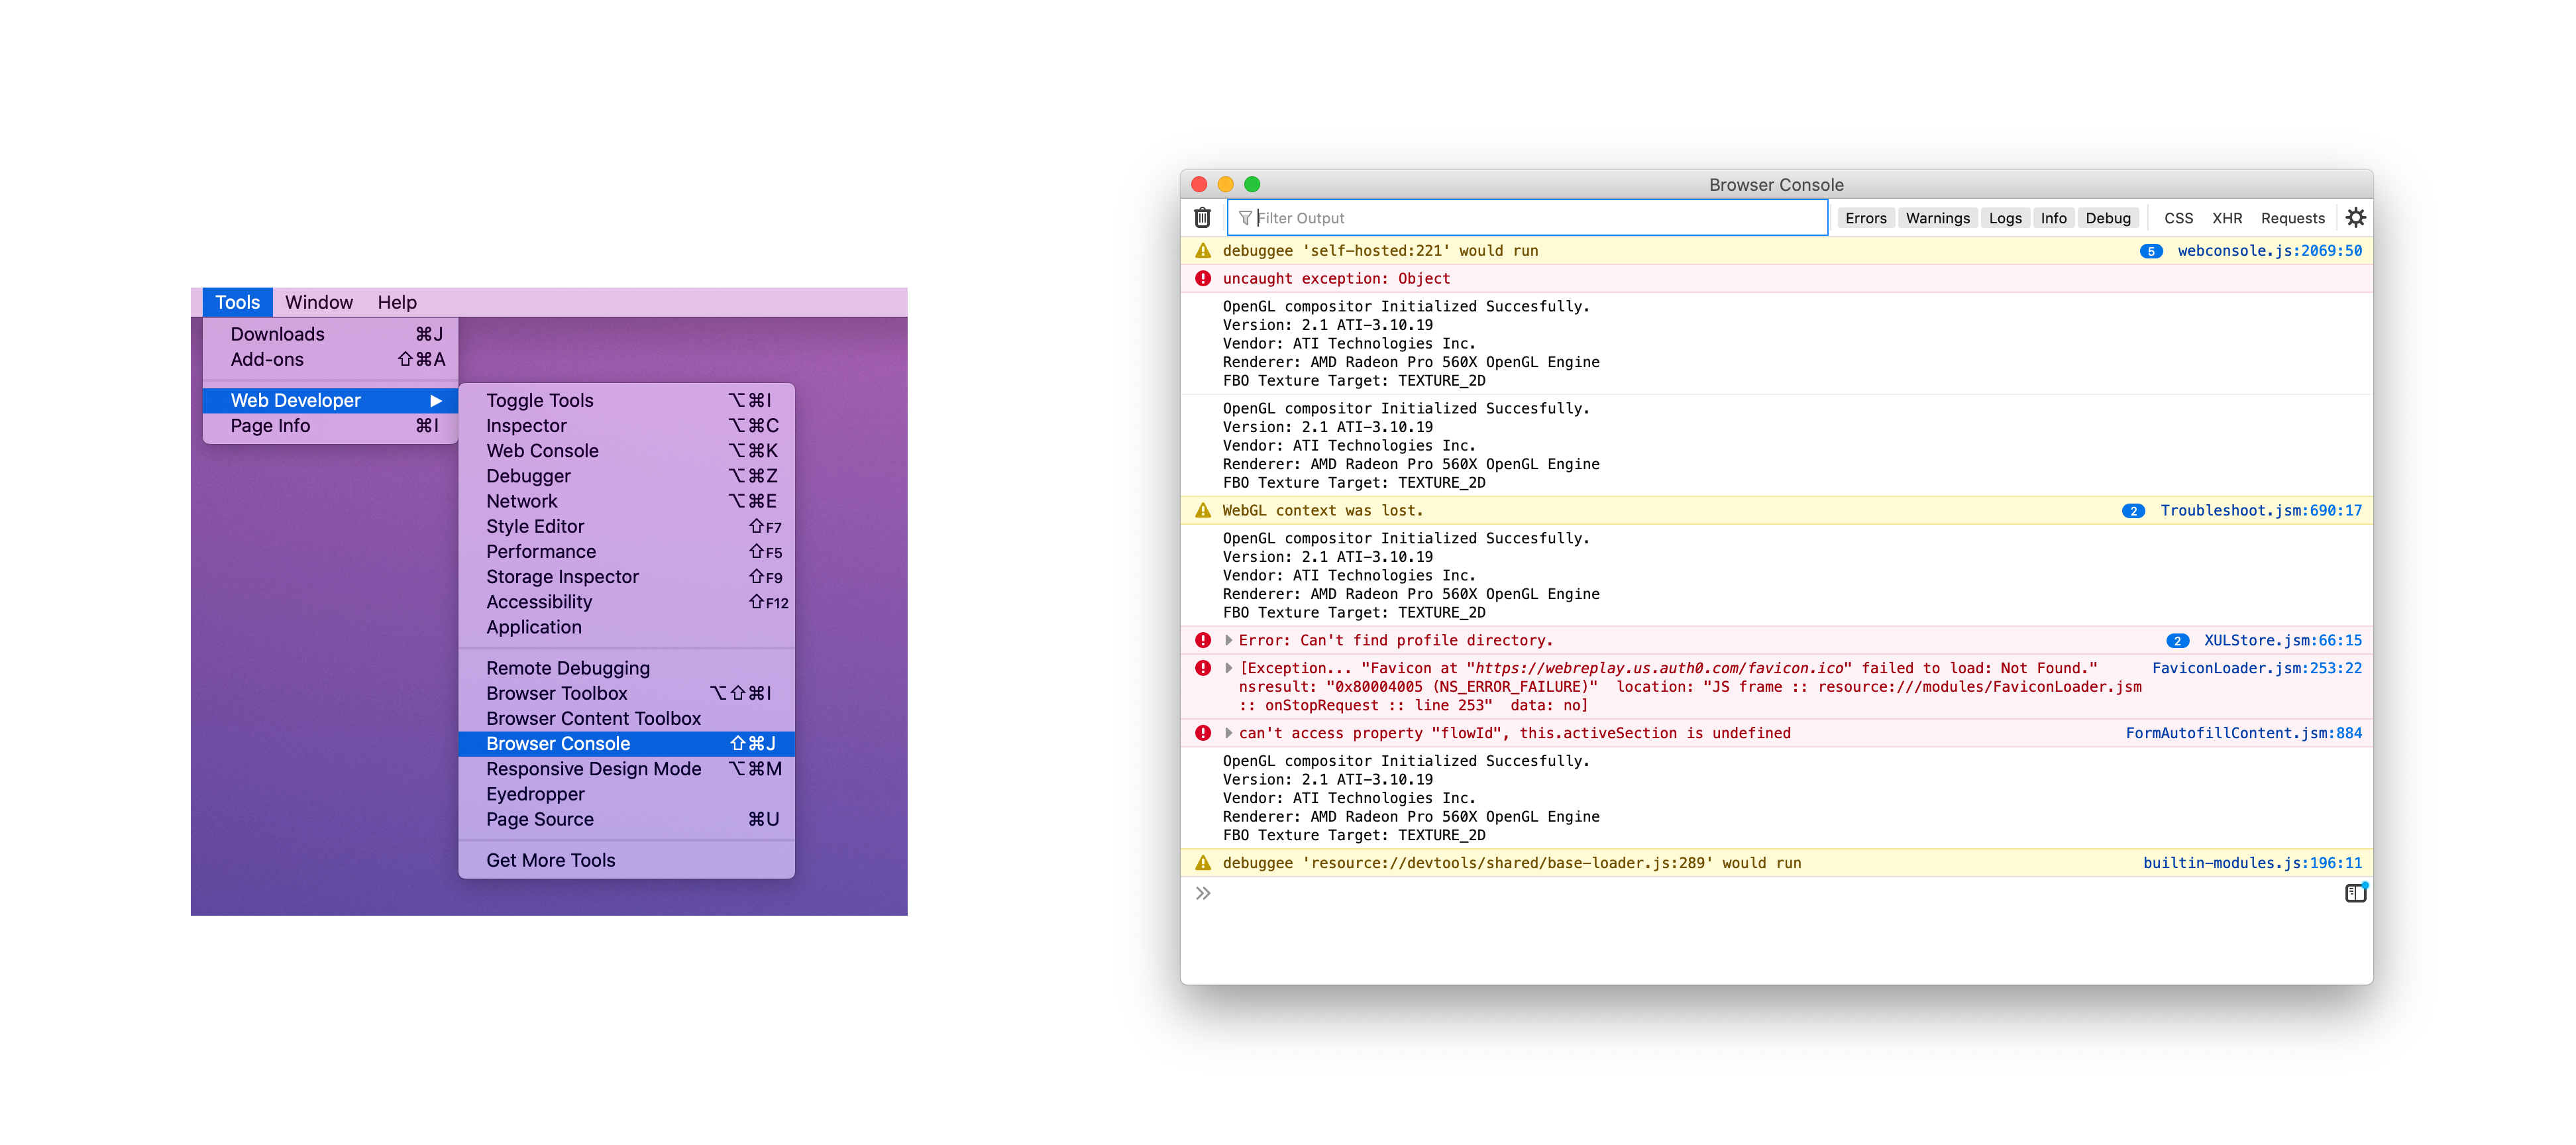 Tools Window Help
Downloads ⌘J
Add-ons ⇧⌘A
Web Developer ▶
Page Info ⌘I
Toggle Tools ⌥⌘I
Inspector ⌥⌘C
Web Console ⌥⌘K
Debugger ⌥⌘Z
Network ⌥⌘E
Style Editor ⇧F7
Performance ⇧F5
Storage Inspector ⇧F9
Accessibility ⇧F12
Application
Remote Debugging
Browser Toolbox ⌥⇧⌘I
Browser Content Toolbox
Browser Console ⇧⌘J
Responsive Design Mode ⌥⌘M
Eyedropper
Page Source ⌘U
Get More Tools
Browser Console
Filter Output Errors Warnings Logs Info Debug CSS XHR Requests
debuggee 'self-hosted:221' would run 5 webconsole.js:2069:50
uncaught exception: Object
OpenGL compositor Initialized Succesfully.
Version: 2.1 ATI-3.10.19
Vendor: ATI Technologies Inc.
Renderer: AMD Radeon Pro 560X OpenGL Engine
FBO Texture Target: TEXTURE_2D
OpenGL compositor Initialized Succesfully.
Version: 2.1 ATI-3.10.19
Vendor: ATI Technologies Inc.
Renderer: AMD Radeon Pro 560X OpenGL Engine
FBO Texture Target: TEXTURE_2D
WebGL context was lost. 2 Troubleshoot.jsm:690:17
OpenGL compositor Initialized Succesfully.
Version: 2.1 ATI-3.10.19
Vendor: ATI Technologies Inc.
Renderer: AMD Radeon Pro 560X OpenGL Engine
FBO Texture Target: TEXTURE_2D
Error: Can't find profile directory. 2 XULStore.jsm:66:15
[Exception... "Favicon at "https://webreplay.us.auth0.com/favicon.ico" failed to load: Not Found." FaviconLoader.jsm:253:22
nsresult: "0x80004005 (NS_ERROR_FAILURE)" location: "JS frame :: resource:///modules/FaviconLoader.jsm
:: onStopRequest :: line 253" data: no]
can't access property "flowId", this.activeSection is undefined FormAutofillContent.jsm:884
OpenGL compositor Initialized Succesfully.
Version: 2.1 ATI-3.10.19
Vendor: ATI Technologies Inc.
Renderer: AMD Radeon Pro 560X OpenGL Engine
FBO Texture Target: TEXTURE_2D
debuggee 'resource://devtools/shared/base-loader.js:289' would run builtin-modules.js:196:11